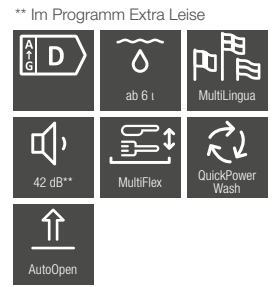 ** Im Programm Extra Leise
A
↑
G
D
ab 6 ι
MultiLingua
42 dB**
MultiFlex
QuickPower
Wash
AutoOpen